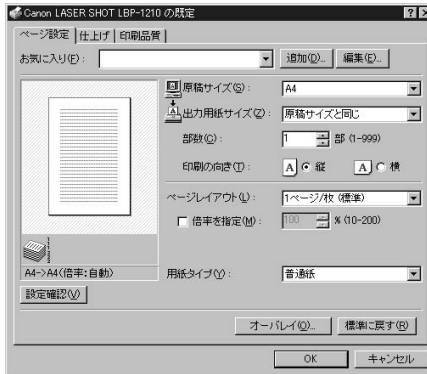 Canon LASER SHOT LBP-1210 の既定
ページ設定 仕上げ 印刷品質
お気に入り(F): 追加(D)... 編集(E)...
原稿サイズ(S): A4
出力用紙サイズ(Z): 原稿サイズと同じ
部数(C): 1 部 (1-999)
印刷の向き(T): A 縦 A 横
ページレイアウト(L): 1ページ/枚 (標準)
倍率を指定(M): 100 % (10-200)
A4->A4(倍率:自動) 用紙タイプ(Y): 普通紙
設定確認(V)
オーバレイ(O)... 標準に戻す(R)
OK キャンセル